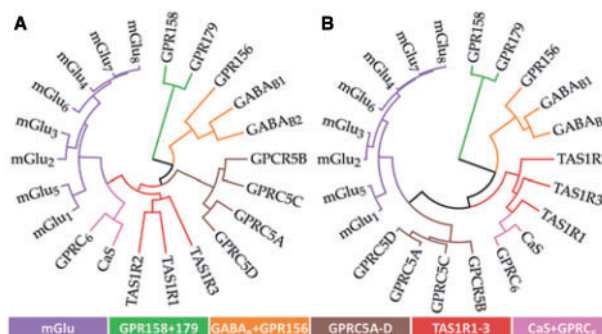 A
mGlu8
mGlu7
mGlu4
mGlu6
mGlu3
mGlu2
mGlu5
mGlu1
GPRC6
CaS
TAS1R2
TAS1R1
TAS1R3
GPRC5D
GPRC5A
GPRC5C
GPCR5B
GABAB2
GABAB1
GPR156
GPR179
GPR158
B
mGlu8
mGlu7
mGlu4
mGlu6
mGlu3
mGlu2
mGlu5
mGlu1
GPRC5D
GPRC5A
GPRC5C
GPCR5B
GPRC6
CaS
TAS1R1
TAS1R3
TAS1R
GABAB
GABAB1
GPR156
GPR179
GPR158
mGlu GPR158+179 GABAB+GPR156 GPRC5A-D TAS1R1-3 CaS+GPRC6